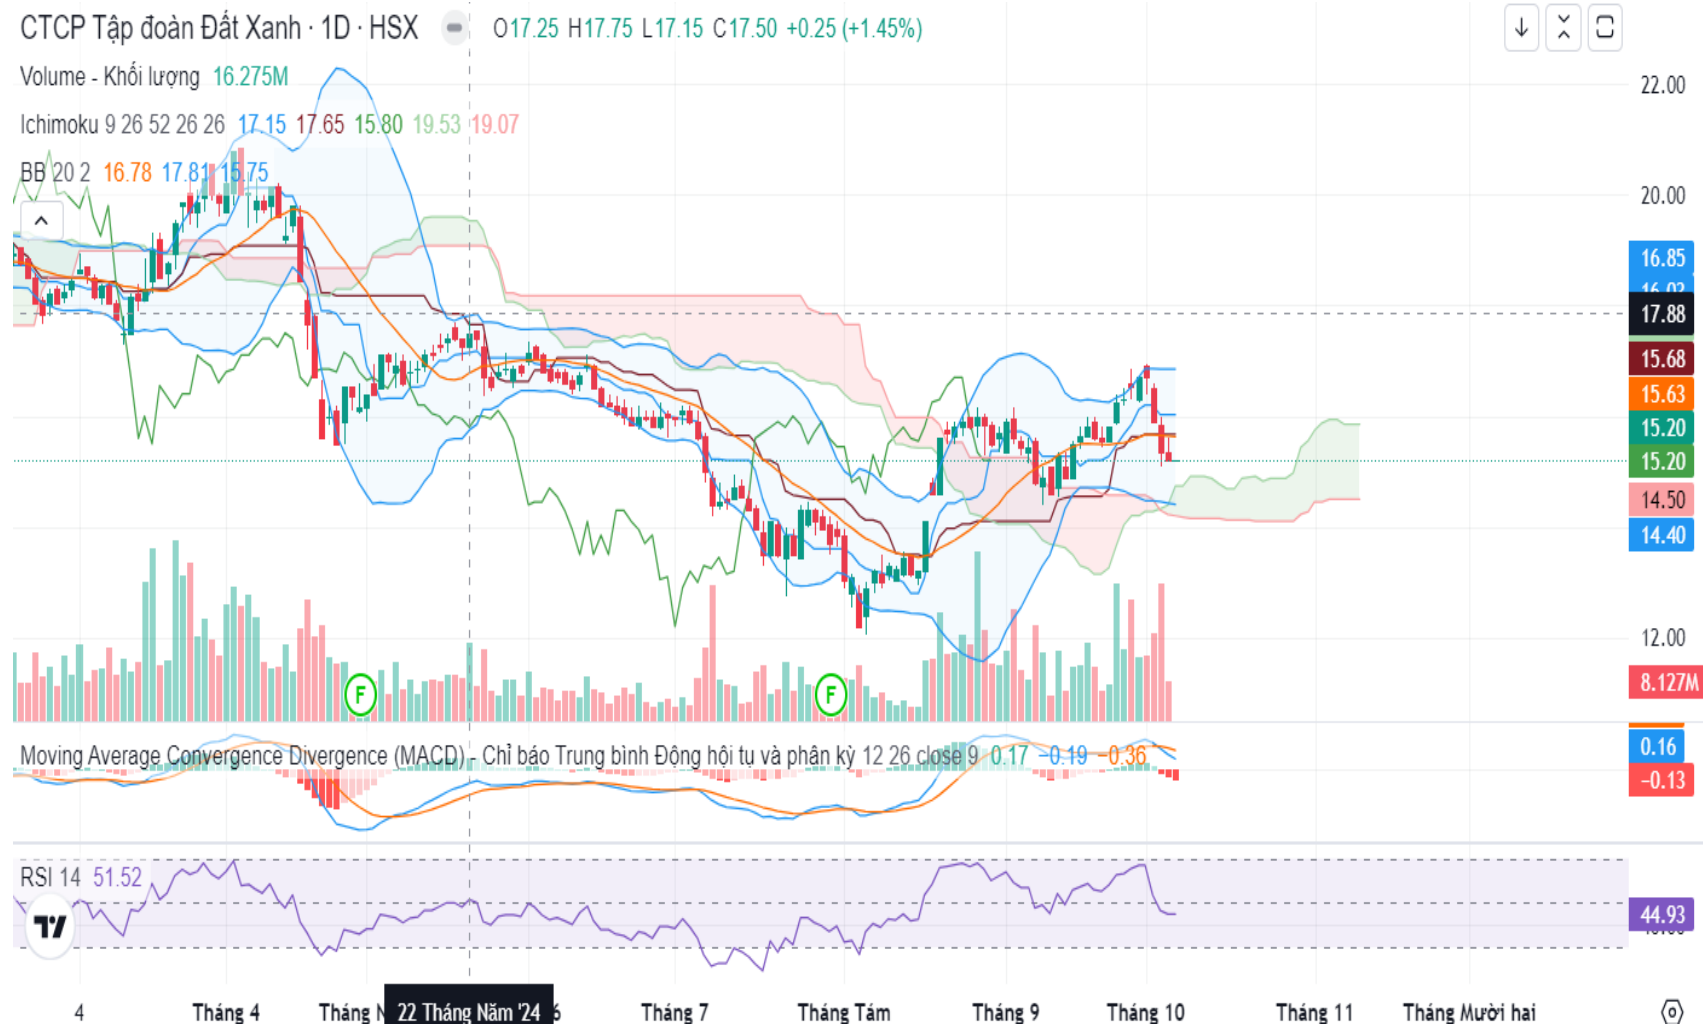 CTCP Tập đoàn Đất Xanh · 1D · HSX O17.25 H17.75 L17.15 C17.50 +0.25 (+1.45%)
Volume - Khối lượng 16.275M
Ichimoku 9 26 52 26 26 17.15 17.65 15.80 19.53 19.07
BB 20 2 16.78 17.81 15.75
22.00
20.00
16.85
17.88
15.68
15.63
15.20
15.20
14.50
14.40
12.00
8.127M
F F
Moving Average Convergence Divergence (MACD) - Chỉ báo Trung bình Động hội tụ và phân kỳ 12 26 close 9 0.17 −0.19 −0.36
0.16
−0.13
RSI 14 51.52
44.93
4 Tháng 4 Tháng N 22 Tháng Năm '24 6 Tháng 7 Tháng Tám Tháng 9 Tháng 10 Tháng 11 Tháng Mười hai